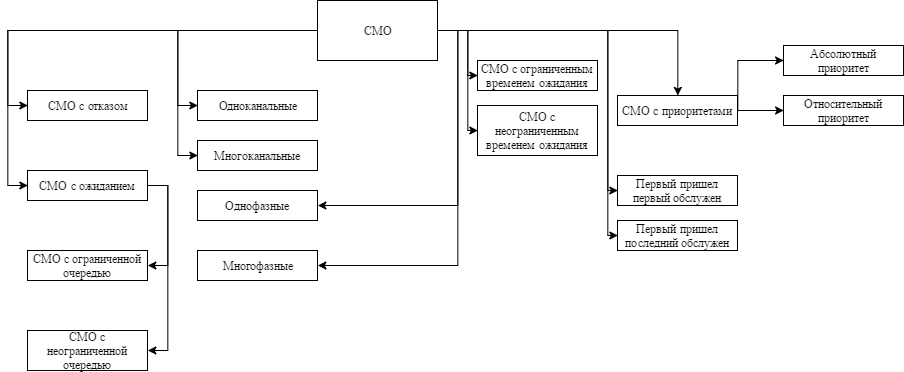 СМО
СМО с отказом
СМО с ожиданием
СМО с ограниченной
очередью
СМО с
неограниченной
очередью
Одноканальные
Многоканальные
Однофазные
Многофазные
СМО с ограниченным
временем ожидания
СМО с
неограниченным
временем ожидания
СМО с приоритетами
Абсолютный
приоритет
Относительный
приоритет
Первый пришел
первый обслужен
Первый пришел
последний обслужен